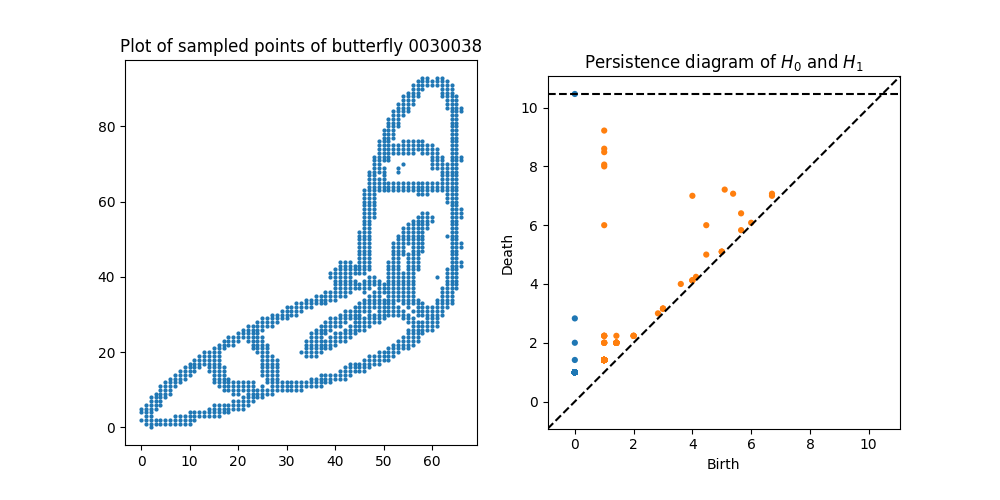 Plot of sampled points of butterfly 0030038
80
60
40
20
0
0 10 20 30 40 50 60
Persistence diagram of H₀ and H₁
Death
10
8
6
4
2
0
0 2 4 6 8 10
Birth